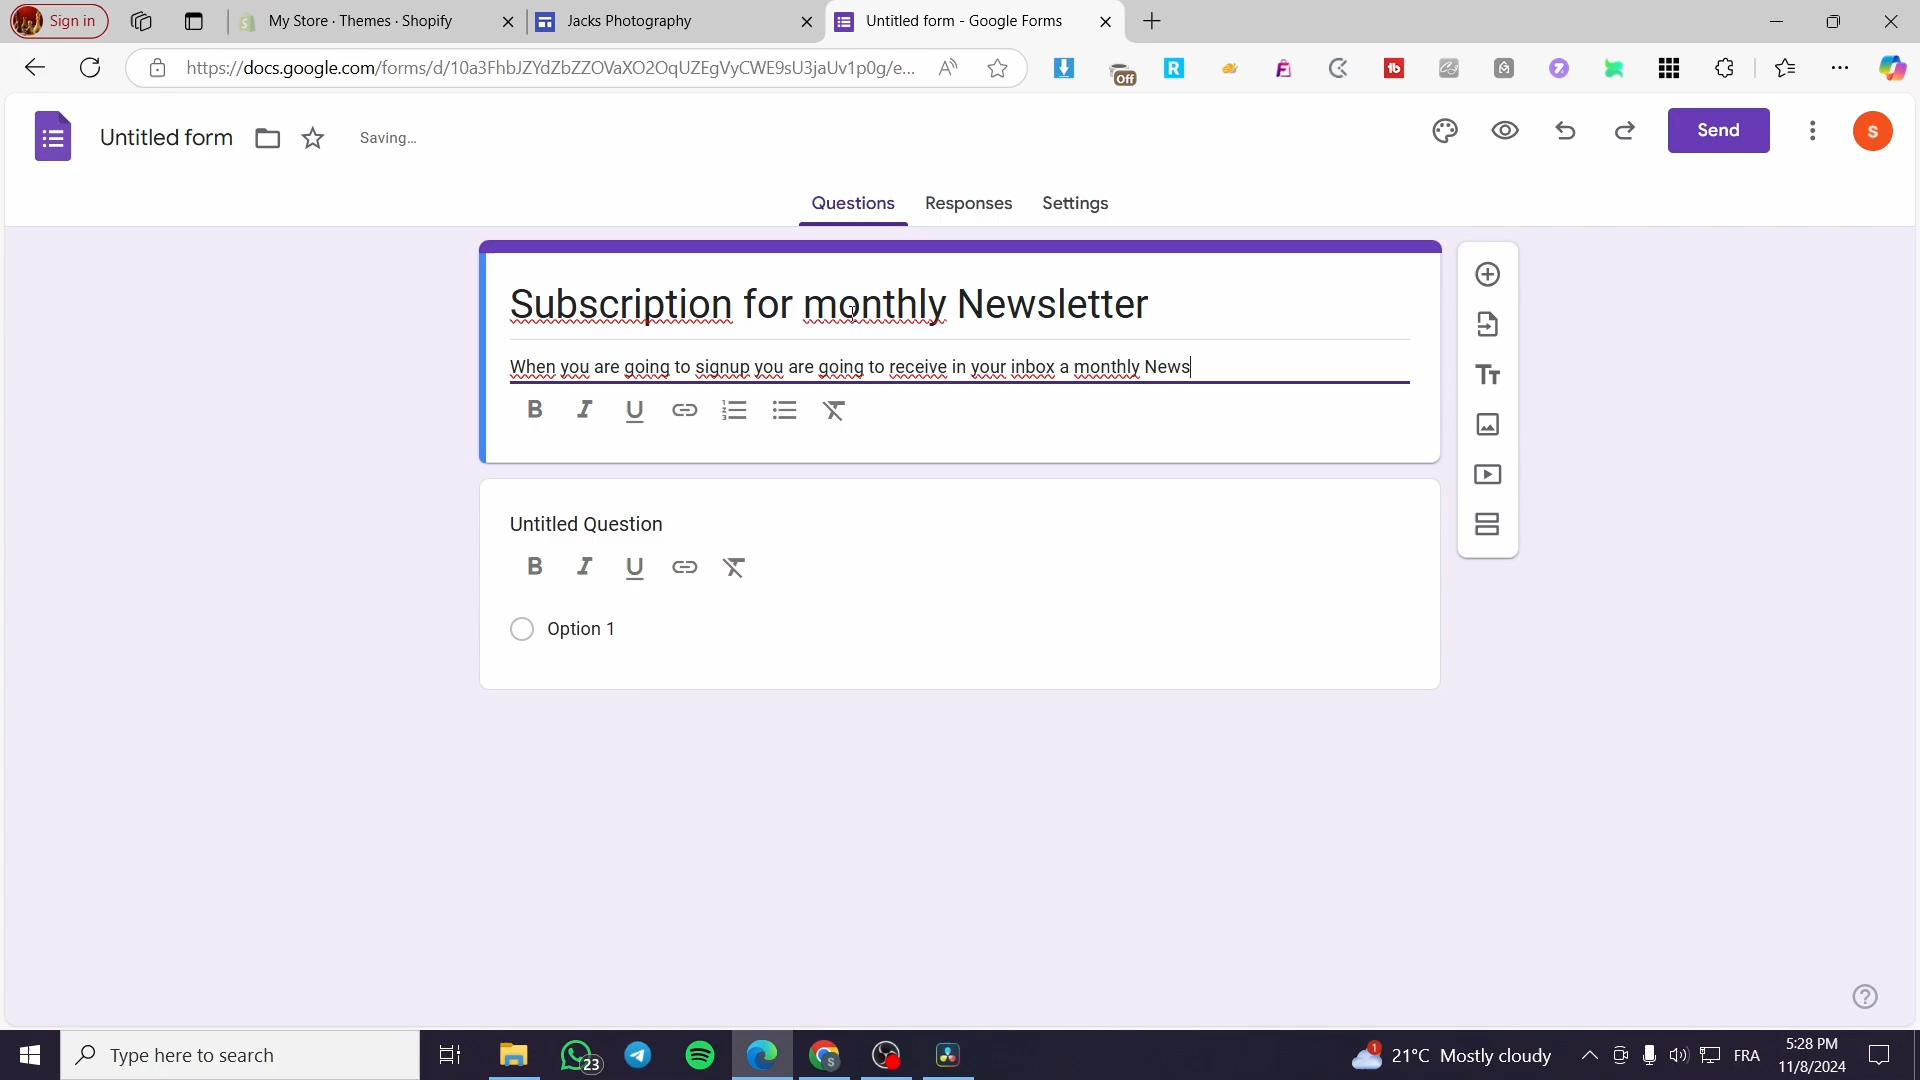 Sign in
My Store · Themes · Shopify
Jacks Photography
Untitled form - Google Forms
https://docs.google.com/forms/d/10a3FhbJZYdZbZZOVaXO2OqUZEgVyCWE9sU3jaUv1p0g/e...
Off
Untitled form
Saving...
Send
S
Questions
Responses
Settings
Subscription for monthly Newsletter
When you are going to signup you are going to receive in your inbox a monthly News
Untitled Question
Option 1
Type here to search
23
1
21°C Mostly cloudy
FRA
5:28 PM
11/8/2024